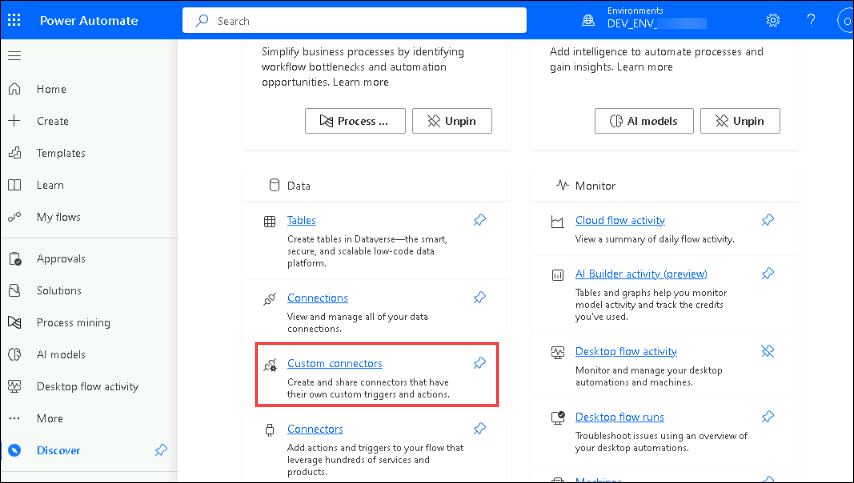 Power Automate
Search
Environments
DEV_ENV_
?
Home
Create
Templates
Learn
My flows
Approvals
Solutions
Process mining
AI models
Desktop flow activity
More
Discover
Simplify business processes by identifying
workflow bottlenecks and automation
opportunities. Learn more
Process ...
Unpin
Add intelligence to automate processes and
gain insights. Learn more
AI models
Unpin
Data
Tables
Create tables in Dataverse—the smart,
secure, and scalable low-code data
platform.
Connections
View and manage all of your data
connections.
Custom connectors
Create and share connectors that have
their own custom triggers and actions.
Connectors
Add actions and triggers to your flow that
leverage hundreds of services and
products.
Monitor
Cloud flow activity
View a summary of daily flow activity.
AI Builder activity (preview)
Tables and graphs help you monitor
model activity and track the credits
you've used.
Desktop flow activity
Monitor and manage your desktop
automations and machines.
Desktop flow runs
Troubleshoot issues using an overview of
your desktop automations.
Machines